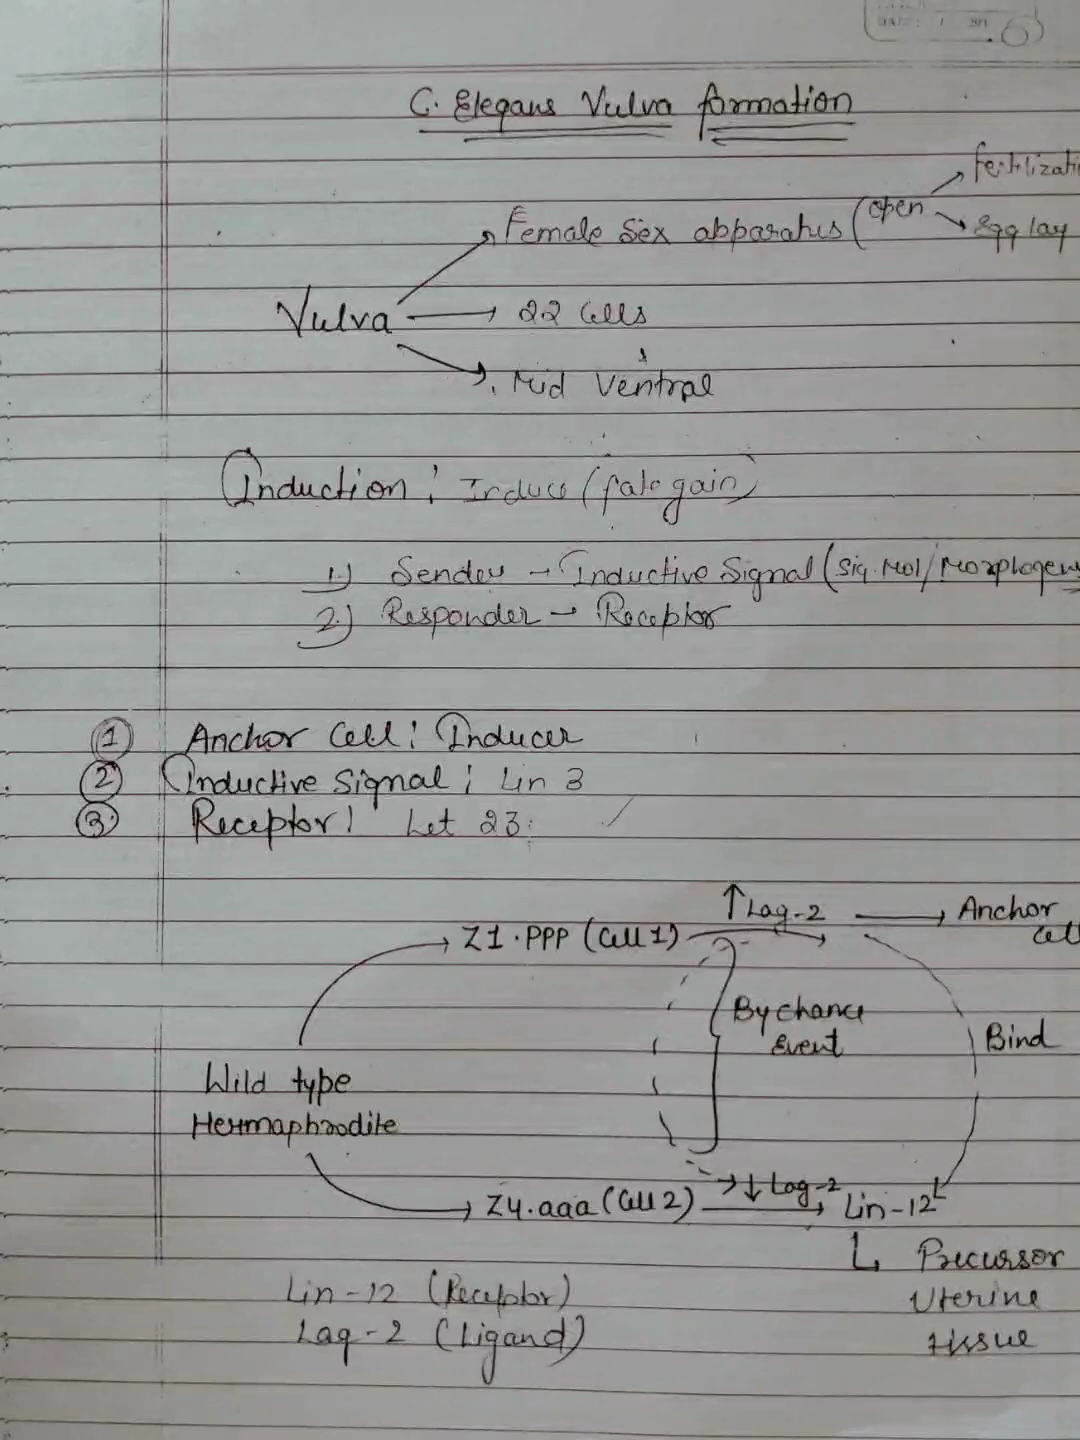 C. Elegans Vulva formation
fertilizati
Female Sex apparatus (open
Egg lay
Vulva → 22 Cells
Mid Ventral
Induction: Induce (fate gain)
1) Sender → Inductive Signal (Sig. Mol/Morphogens
2) Responder → Receptor
① Anchor Cell: Inducer
② Inductive Signal: Lin 3
③ Receptor: Let 23:
↑Lag-2 → Anchor
Cell
Z1.PPP (Cell 1)
By chance
Event
Bind
Wild type
Hermaphrodite
↓ Lag-2
Z4.aaa (Cell 2) → Lin-12
Precursor
Uterine
tissue
Lin-12 (Receptor)
Lag-2 (Ligand)